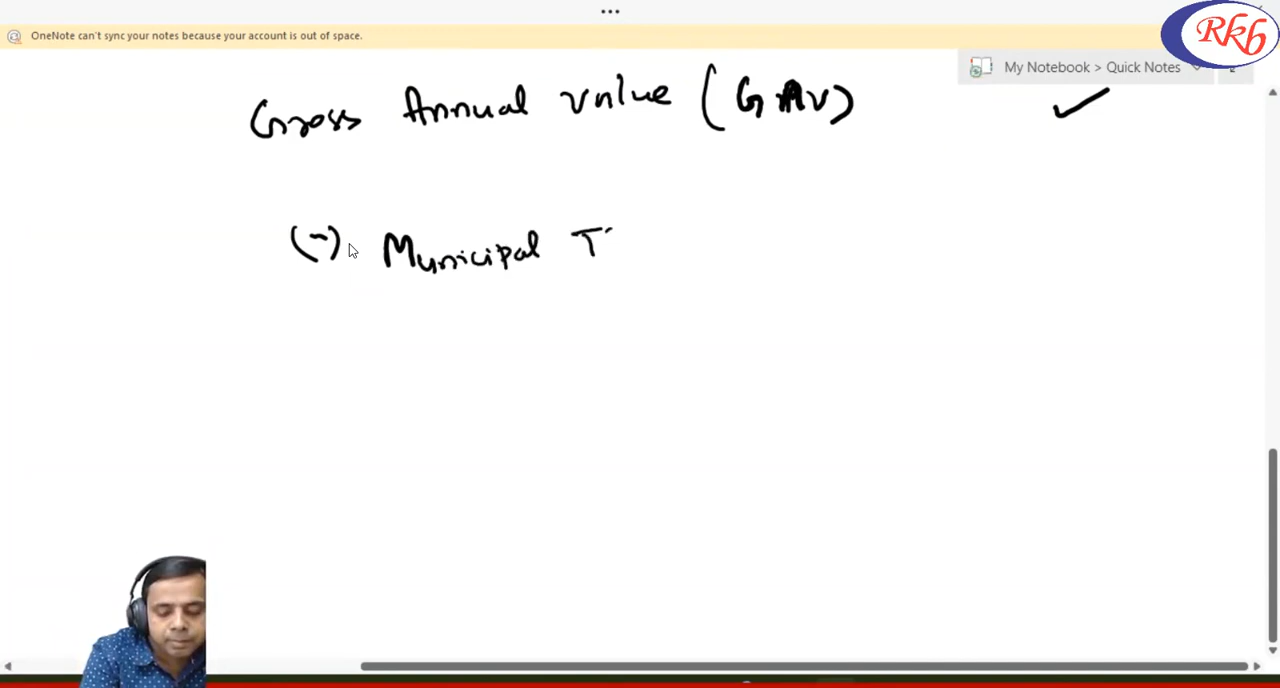 ...
OneNote can't sync your notes because your account is out of space.
Rkb
My Notebook > Quick Notes
Gross Annual value (GAV)
(-) Municipal T